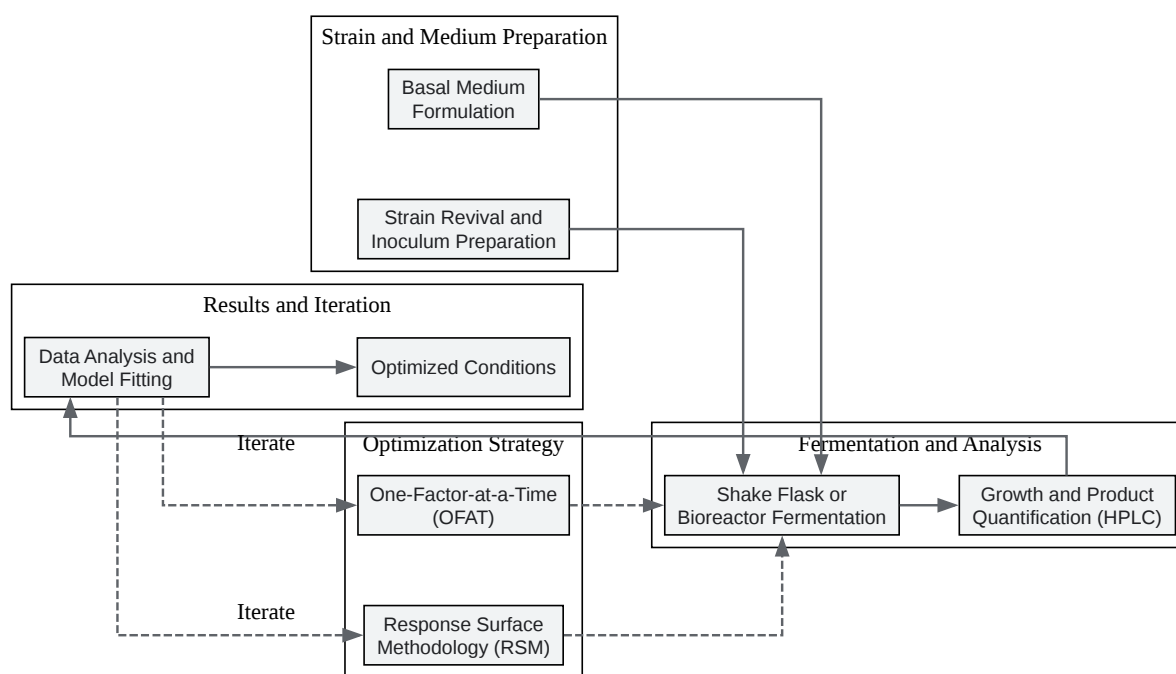 Strain and Medium Preparation
Basal Medium
Formulation
Strain Revival and
Inoculum Preparation
Results and Iteration
Data Analysis and
Model Fitting
Optimized Conditions
Iterate
Optimization Strategy
Fermentation and Analysis
One-Factor-at-a-Time
(OFAT)
Shake Flask or
Bioreactor Fermentation
Growth and Product
Quantification (HPLC)
Iterate
Response Surface
Methodology (RSM)